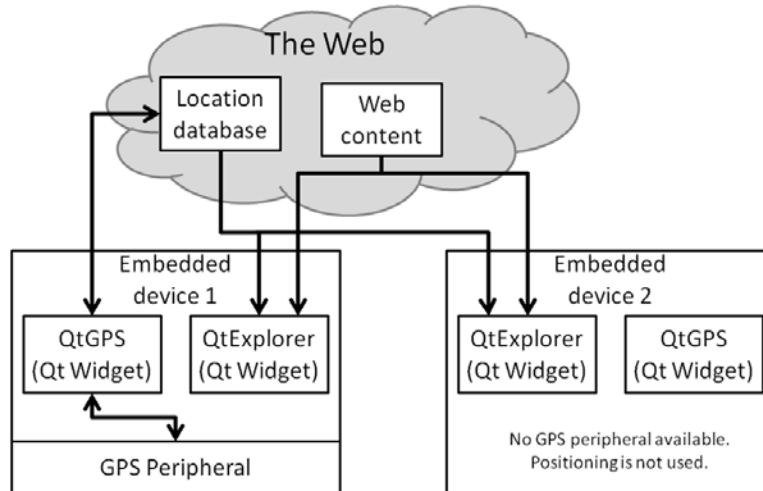 The Web
Location
database
Web
content
Embedded
device 1
QtGPS
(Qt Widget)
QtExplorer
(Qt Widget)
GPS Peripheral
Embedded
device 2
QtExplorer
(Qt Widget)
QtGPS
(Qt Widget)
No GPS peripheral available.
Positioning is not used.